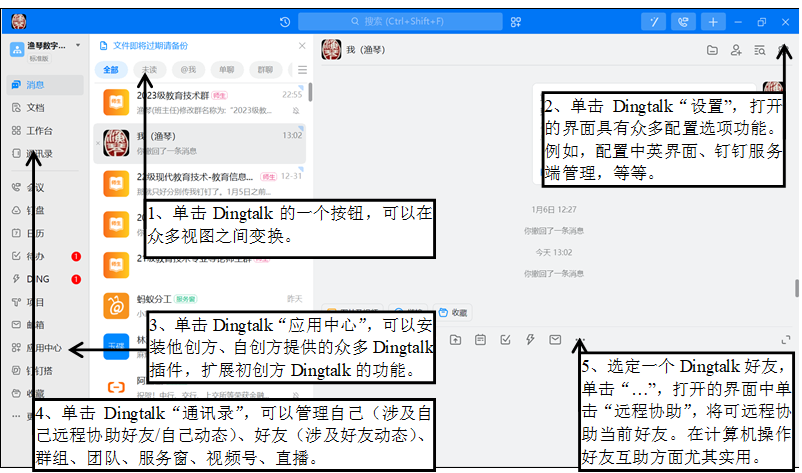 搜索 (Ctrl+Shift+F)
渔琴数字...
标准版
消息
文档
工作台
通讯录
会议
钉盘
日历
待办 1
DING 1
项目
邮箱
应用中心
钉钉搭
收藏
文件即将过期请备份
全部 未读 @我 单聊 群聊
2023级教育技术群 师生 22:55
渔琴(班主任)修改群名称为: "2023级教...
我（渔琴） 13:02
你撤回了一条消息
22级现代教育技术-教育信息... 师生 12-31
蚂蚁分工 服务窗 昨天
我（渔琴）
1月6日 12:27
你撤回了一条消息
今天 13:02
你撤回了一条消息
收藏
1、单击 Dingtalk 的一个按钮，可以在
众多视图之间变换。
2、单击 Dingtalk“设置”，打开
的界面具有众多配置选项功能。
例如，配置中英界面、钉钉服务
端管理，等等。
3、单击 Dingtalk“应用中心”，可以安
装他创方、自创方提供的众多 Dingtalk
插件，扩展初创方 Dingtalk 的功能。
4、单击 Dingtalk“通讯录”，可以管理自己（涉及自
己远程协助好友/自己动态）、好友（涉及好友动态）、
群组、团队、服务窗、视频号、直播。
5、选定一个 Dingtalk 好友，
单击“…”，打开的界面中单
击“远程协助”，将可远程协
助当前好友。在计算机操作
好友互助方面尤其实用。